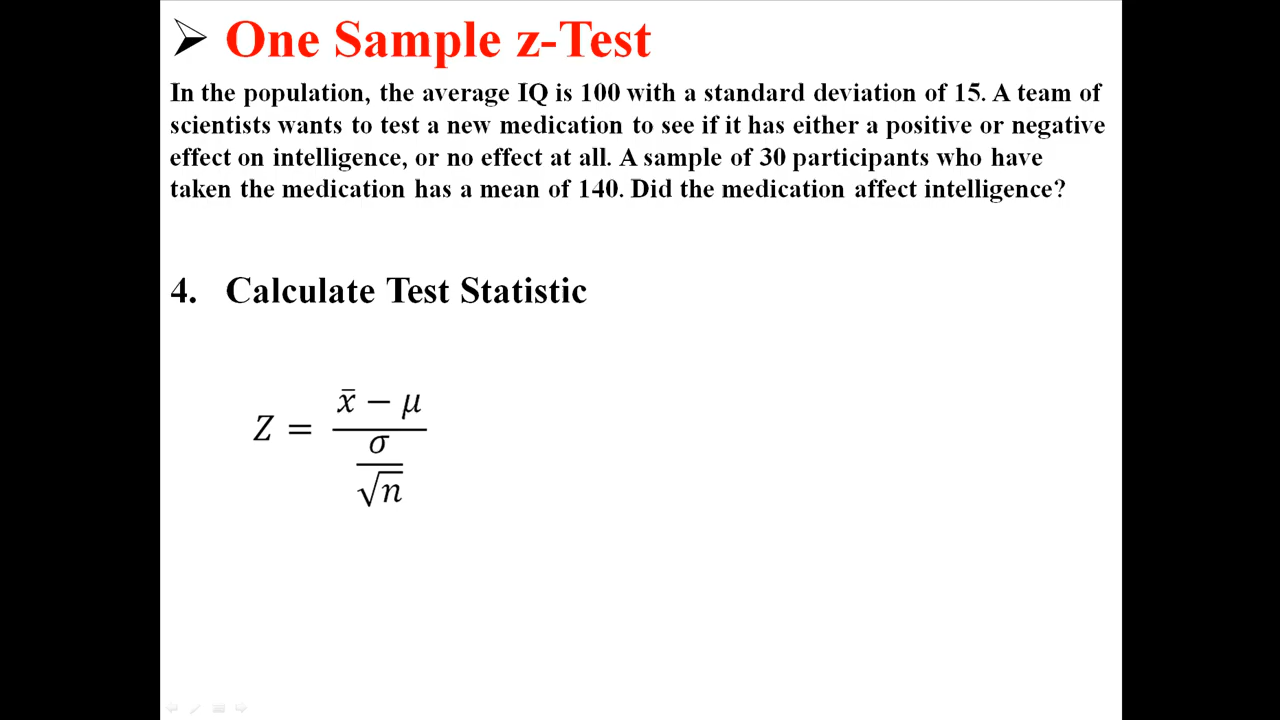 ➢ One Sample z-Test
In the population, the average IQ is 100 with a standard deviation of 15. A team of
scientists wants to test a new medication to see if it has either a positive or negative
effect on intelligence, or no effect at all. A sample of 30 participants who have
taken the medication has a mean of 140. Did the medication affect intelligence?
4. Calculate Test Statistic
Z = (x̄ − μ) / (σ / √n)